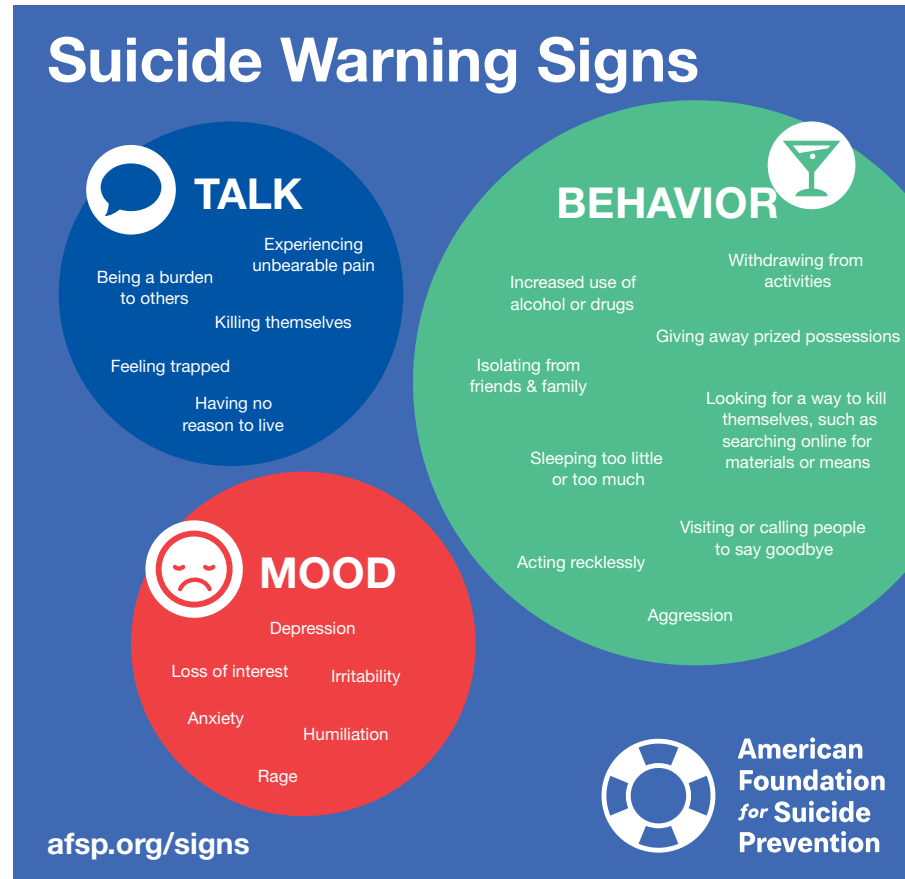 Suicide Warning Signs
TALK
Experiencing
unbearable pain
Being a burden
to others
Killing themselves
Feeling trapped
Having no
reason to live
BEHAVIOR
Withdrawing from
activities
Increased use of
alcohol or drugs
Giving away prized possessions
Isolating from
friends & family
Looking for a way to kill
themselves, such as
searching online for
materials or means
Sleeping too little
or too much
Visiting or calling people
to say goodbye
Acting recklessly
Aggression
MOOD
Depression
Loss of interest
Irritability
Anxiety
Humiliation
Rage
afsp.org/signs
American
Foundation
for Suicide
Prevention